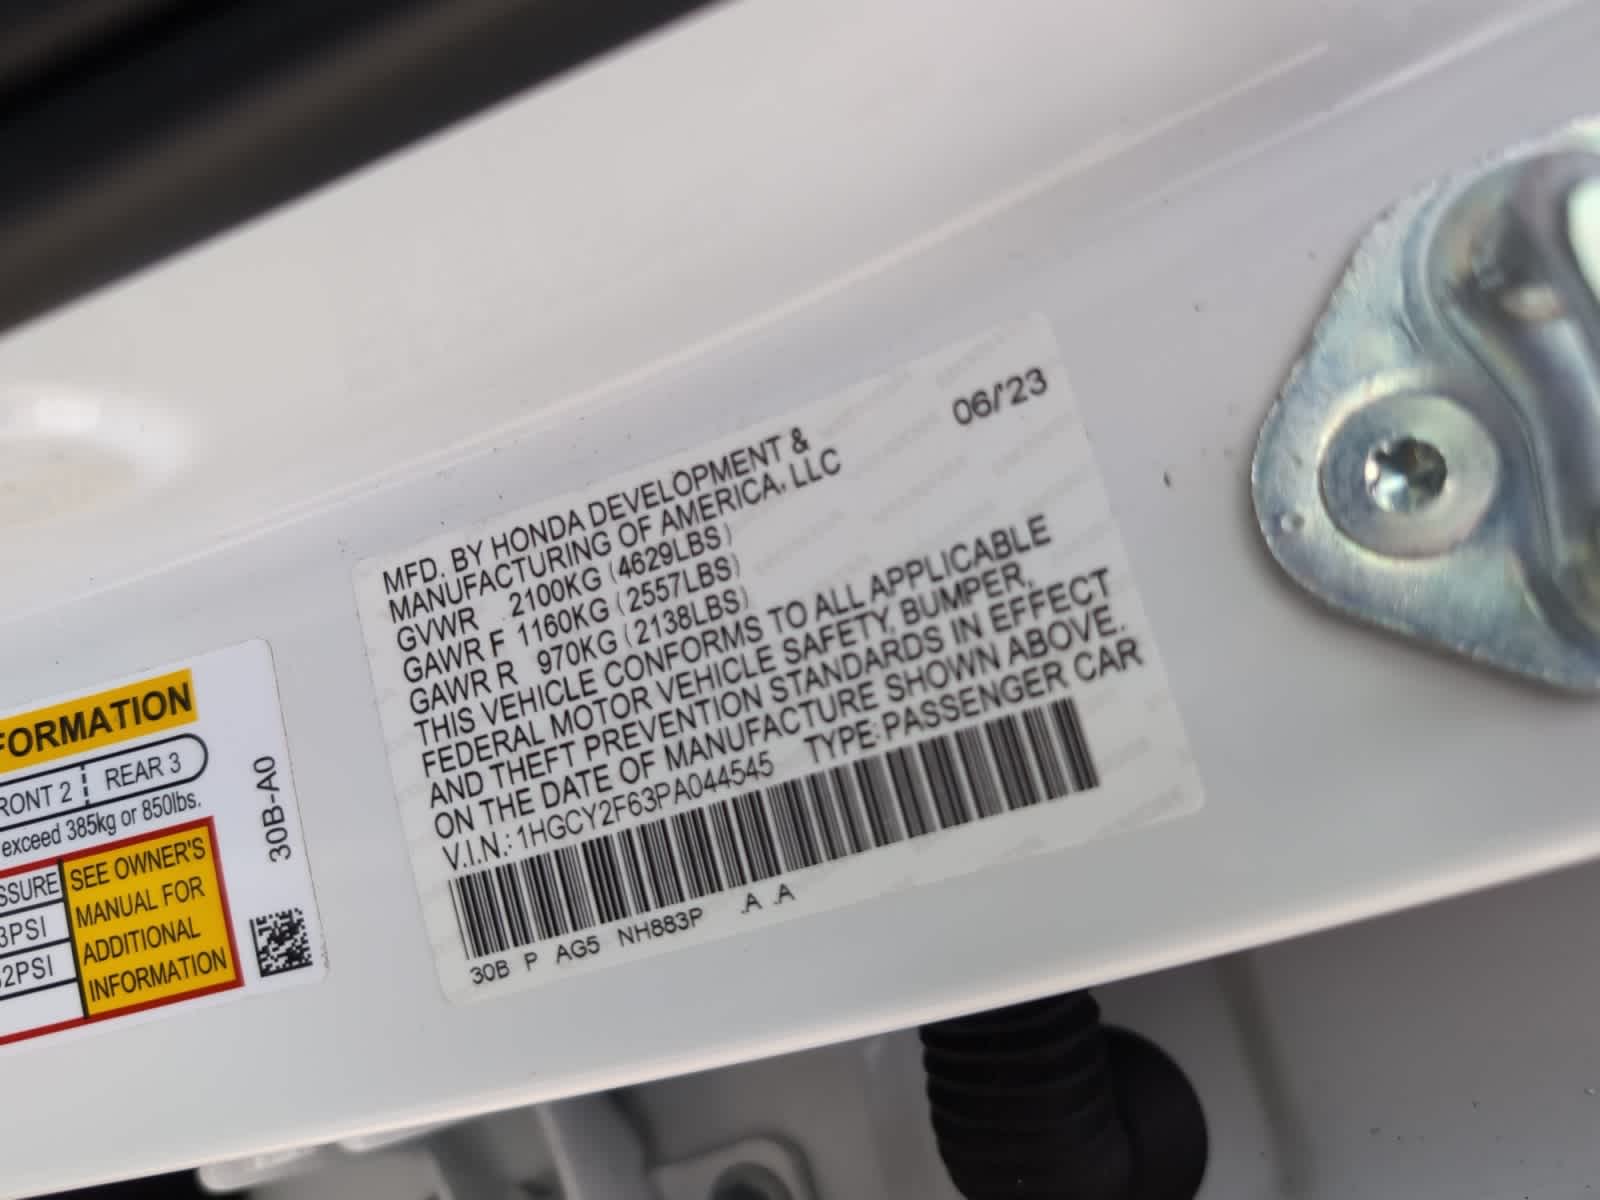 06/'23
MFD. BY HONDA DEVELOPMENT &
MANUFACTURING OF AMERICA, LLC
GVWR 2100KG (4629LBS)
GAWR F 1160KG (2557LBS)
GAWR R 970KG (2138LBS)
THIS VEHICLE CONFORMS TO ALL APPLICABLE
FEDERAL MOTOR VEHICLE SAFETY, BUMPER,
AND THEFT PREVENTION STANDARDS IN EFFECT
ON THE DATE OF MANUFACTURE SHOWN ABOVE.
V.I.N.: 1HGCY2F63PA044545 TYPE: PASSENGER CAR
30B P AG5 NH883P .A .A
FORMATION
RONT 2 REAR 3
exceed 385kg or 850lbs.
SSURE
3PSI
2PSI
SEE OWNER'S
MANUAL FOR
ADDITIONAL
INFORMATION
30B-A0